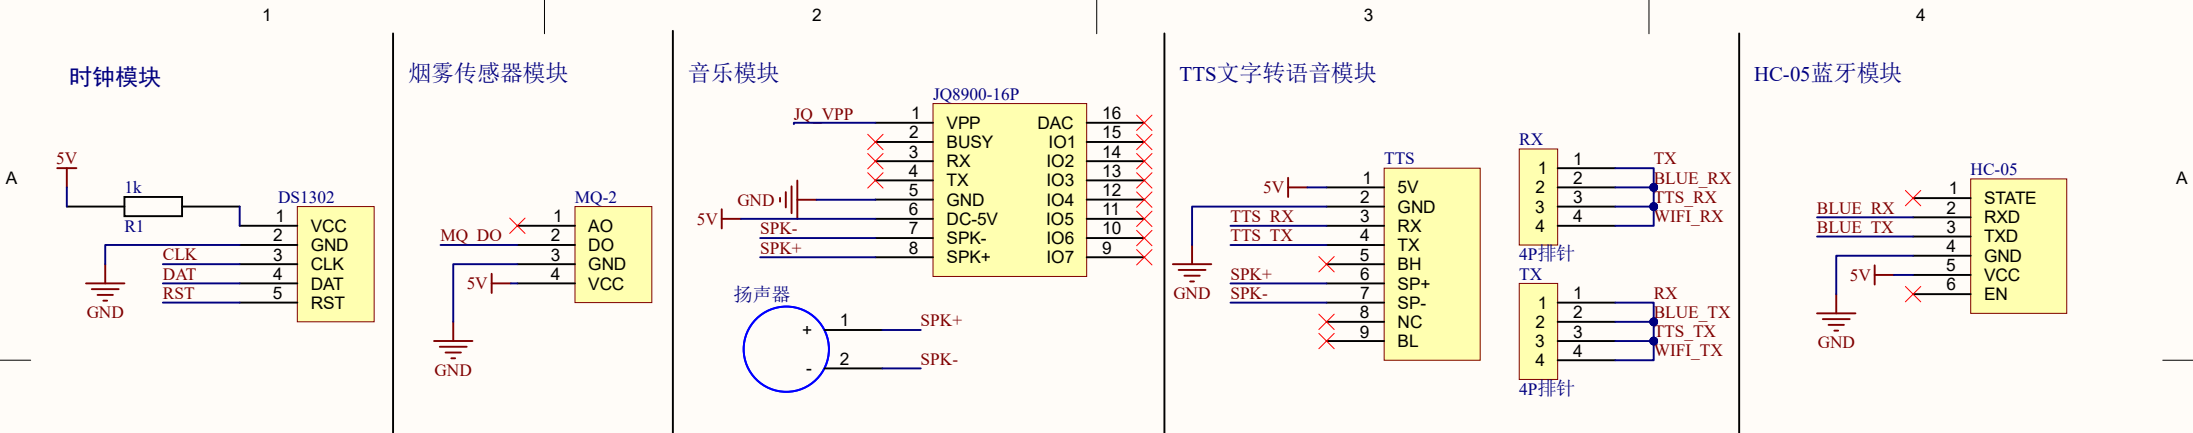 1
2
3
4
A
A
时钟模块
5V
1k
R1
DS1302
1 VCC
2 GND
CLK 3 CLK
DAT 4 DAT
RST 5 RST
GND
烟雾传感器模块
MQ-2
1 AO
MQ_DO 2 DO
3 GND
5V 4 VCC
GND
音乐模块
JQ8900-16P
JQ_VPP 1 VPP DAC 16
2 BUSY IO1 15
3 RX IO2 14
4 TX IO3 13
GND 5 GND IO4 12
5V 6 DC-5V IO5 11
SPK- 7 SPK- IO6 10
SPK+ 8 SPK+ IO7 9
扬声器
+ 1 SPK+
- 2 SPK-
TTS文字转语音模块
TTS
5V 1 5V
2 GND
TTS_RX 3 RX
TTS_TX 4 TX
5 BH
SPK+ 6 SP+
SPK- 7 SP-
8 NC
9 BL
GND
RX
1 1 TX
2 2 BLUE_RX
3 3 TTS_RX
4 4 WIFI_RX
4P排针
TX
1 1 RX
2 2 BLUE_TX
3 3 TTS_TX
4 4 WIFI_TX
4P排针
HC-05蓝牙模块
HC-05
1 STATE
BLUE_RX 2 RXD
BLUE_TX 3 TXD
4 GND
5V 5 VCC
6 EN
GND